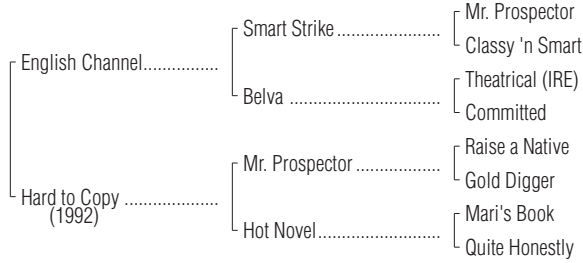 Mr. Prospector
Smart Strike
Classy 'n Smart
English Channel
Theatrical (IRE)
Belva
Committed
Raise a Native
Mr. Prospector
Gold Digger
Hard to Copy
(1992)
Mari's Book
Hot Novel
Quite Honestly